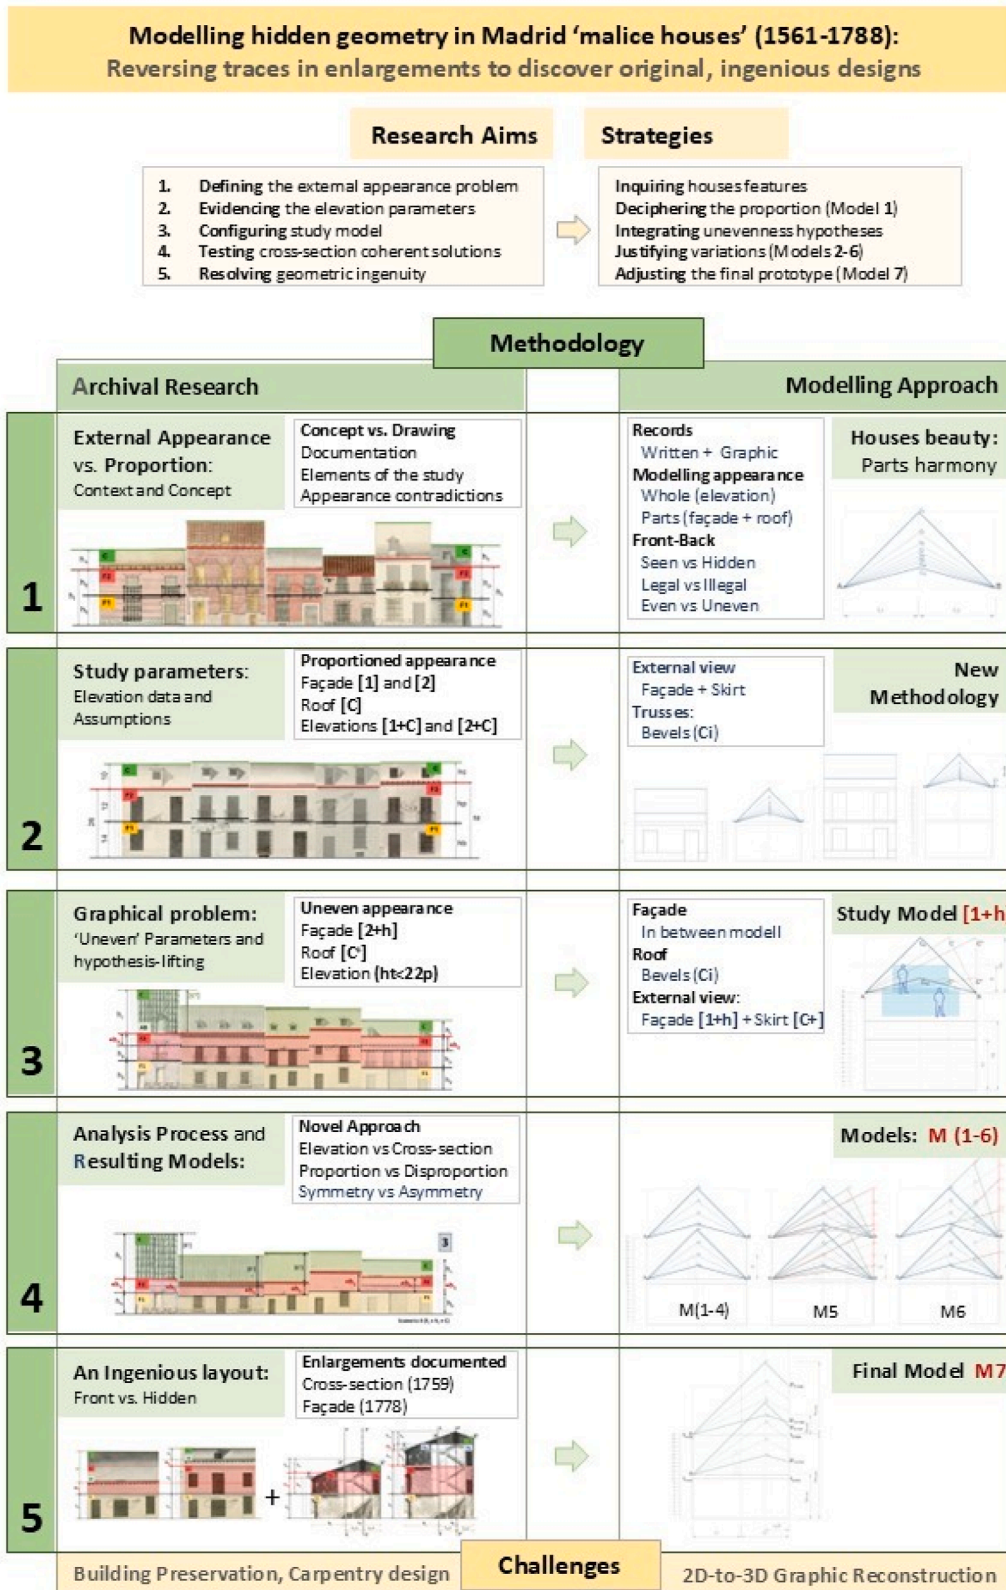 Modelling hidden geometry in Madrid ‘malice houses’ (1561-1788):
Reversing traces in enlargements to discover original, ingenious designs
Research Aims
Strategies
1. Defining the external appearance problem
2. Evidencing the elevation parameters
3. Configuring study model
4. Testing cross-section coherent solutions
5. Resolving geometric ingenuity
Inquiring houses features
Deciphering the proportion (Model 1)
Integrating unevenness hypotheses
Justifying variations (Models 2-6)
Adjusting the final prototype (Model 7)
Methodology
Archival Research
Modelling Approach
1
External Appearance
vs. Proportion:
Context and Concept
Concept vs. Drawing
Documentation
Elements of the study
Appearance contradictions
C
F2
F1
C
F2
F1
Records
Written + Graphic
Modelling appearance
Whole (elevation)
Parts (façade + roof)
Front-Back
Seen vs Hidden
Legal vs Illegal
Even vs Uneven
Houses beauty:
Parts harmony
2
Study parameters:
Elevation data and
Assumptions
Proportioned appearance
Façade [1] and [2]
Roof [C]
Elevations [1+C] and [2+C]
C
F2
F1
C
F2
F1
External view
Façade + Skirt
Trusses:
Bevels (Ci)
New
Methodology
3
Graphical problem:
‘Uneven’ Parameters and
hypothesis-lifting
Uneven appearance
Façade [2+h]
Roof [C⁺]
Elevation (ht<22p)
Façade
In between modell
Roof
Bevels (Ci)
External view:
Façade [1+h] + Skirt [C+]
Study Model [1+h]
4
Analysis Process and
Resulting Models:
Novel Approach
Elevation vs Cross-section
Proportion vs Disproportion
Symmetry vs Asymmetry
3
Models: M (1-6)
M(1-4)
M5
M6
5
An Ingenious layout:
Front vs. Hidden
Enlargements documented
Cross-section (1759)
Façade (1778)
+
Final Model M7
Building Preservation, Carpentry design
Challenges
2D-to-3D Graphic Reconstruction